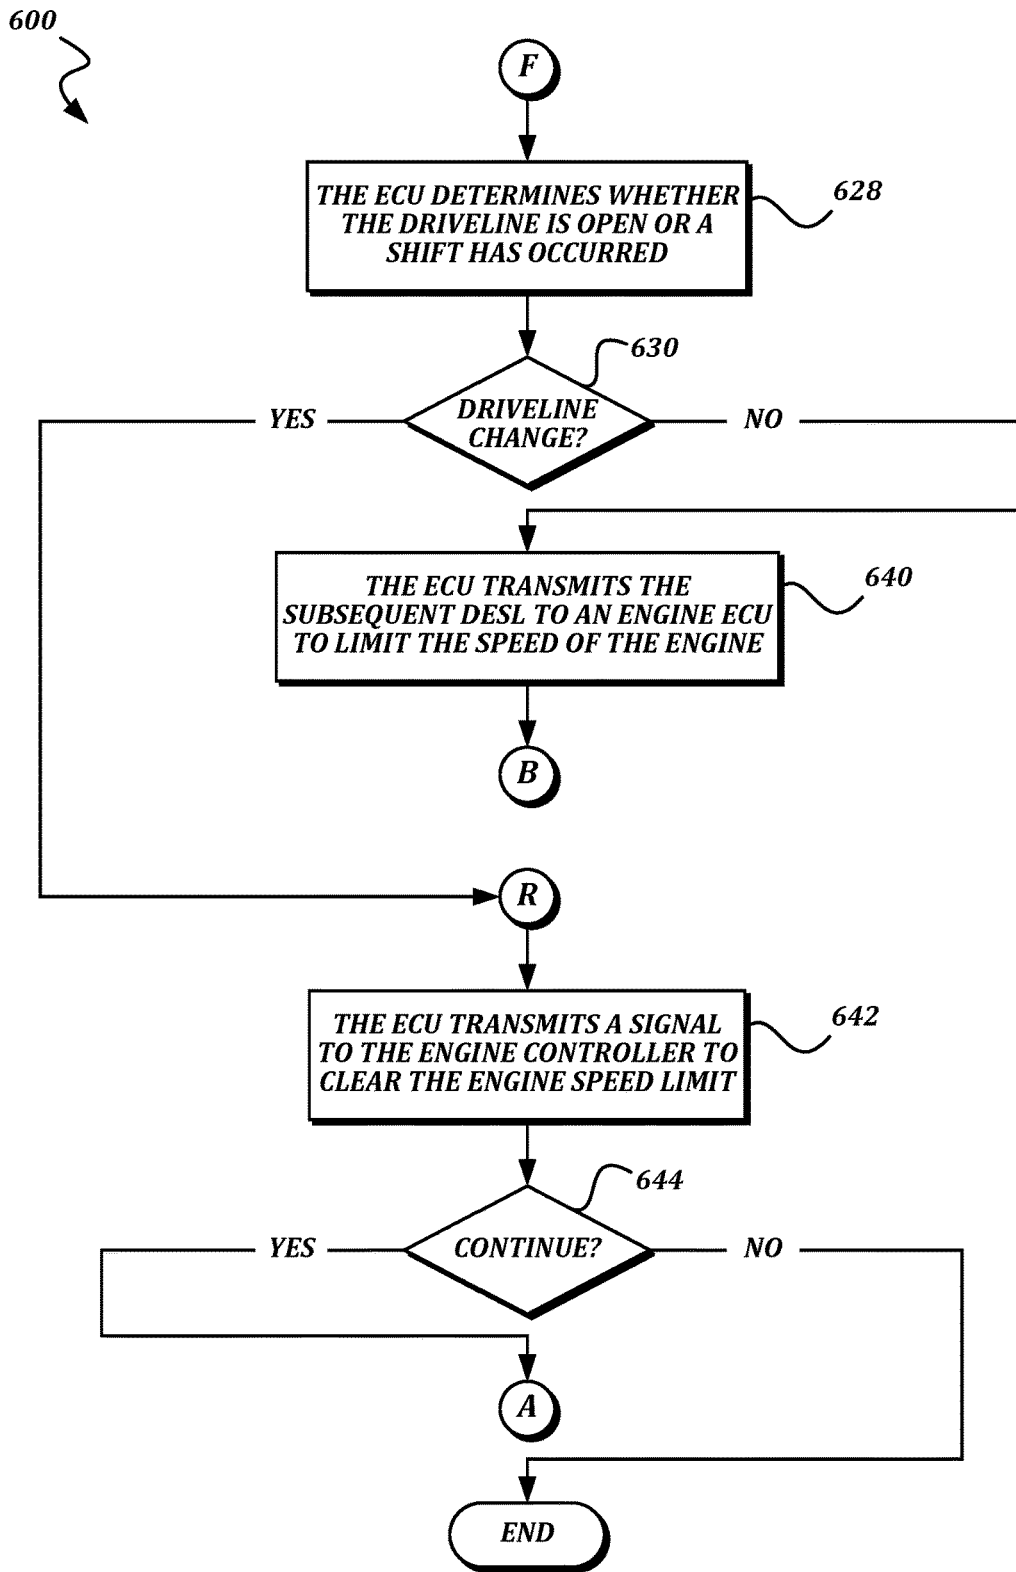 600
F
THE ECU DETERMINES WHETHER
THE DRIVELINE IS OPEN OR A
SHIFT HAS OCCURRED
628
630
YES
DRIVELINE
CHANGE?
NO
THE ECU TRANSMITS THE
SUBSEQUENT DESL TO AN ENGINE ECU
TO LIMIT THE SPEED OF THE ENGINE
640
B
R
THE ECU TRANSMITS A SIGNAL
TO THE ENGINE CONTROLLER TO
CLEAR THE ENGINE SPEED LIMIT
642
644
YES
CONTINUE?
NO
A
END